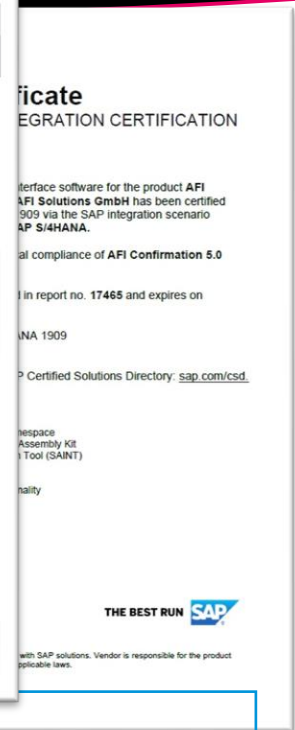 ificate
EGRATION CERTIFICATION
terface software for the product AFI
AFI Solutions GmbH has been certified
909 via the SAP integration scenario
AP S/4HANA.
al compliance of AFI Confirmation 5.0
d in report no. 17465 and expires on
ANA 1909
P Certified Solutions Directory: sap.com/csd.
nespace
Assembly Kit
n Tool (SAINT)
nality
THE BEST RUN SAP
with SAP solutions. Vendor is responsible for the product
pplicable laws.